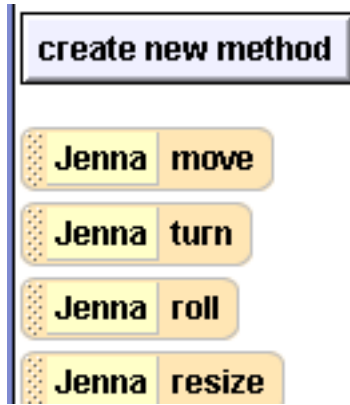 create new method
Jenna move
Jenna turn
Jenna roll
Jenna resize